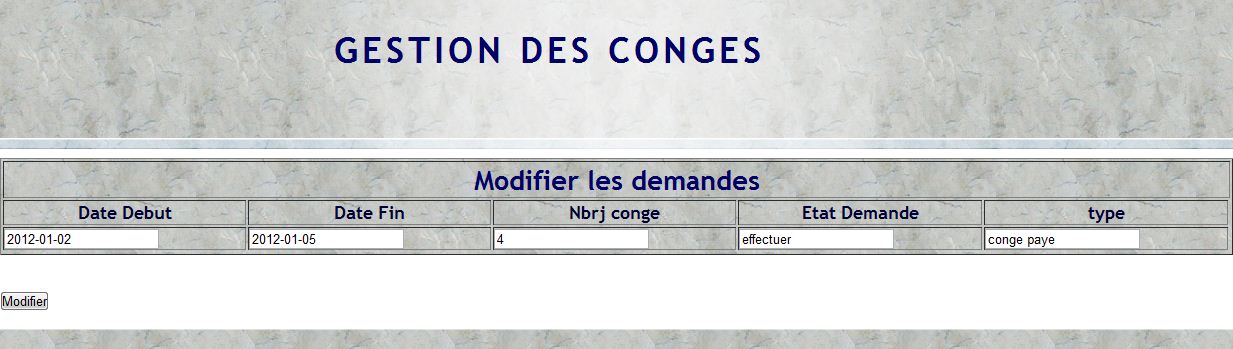 GESTION DES CONGES
Modifier les demandes
Date Debut Date Fin Nbrj conge Etat Demande type
2012-01-02 2012-01-05 4 effectuer conge paye
Modifier